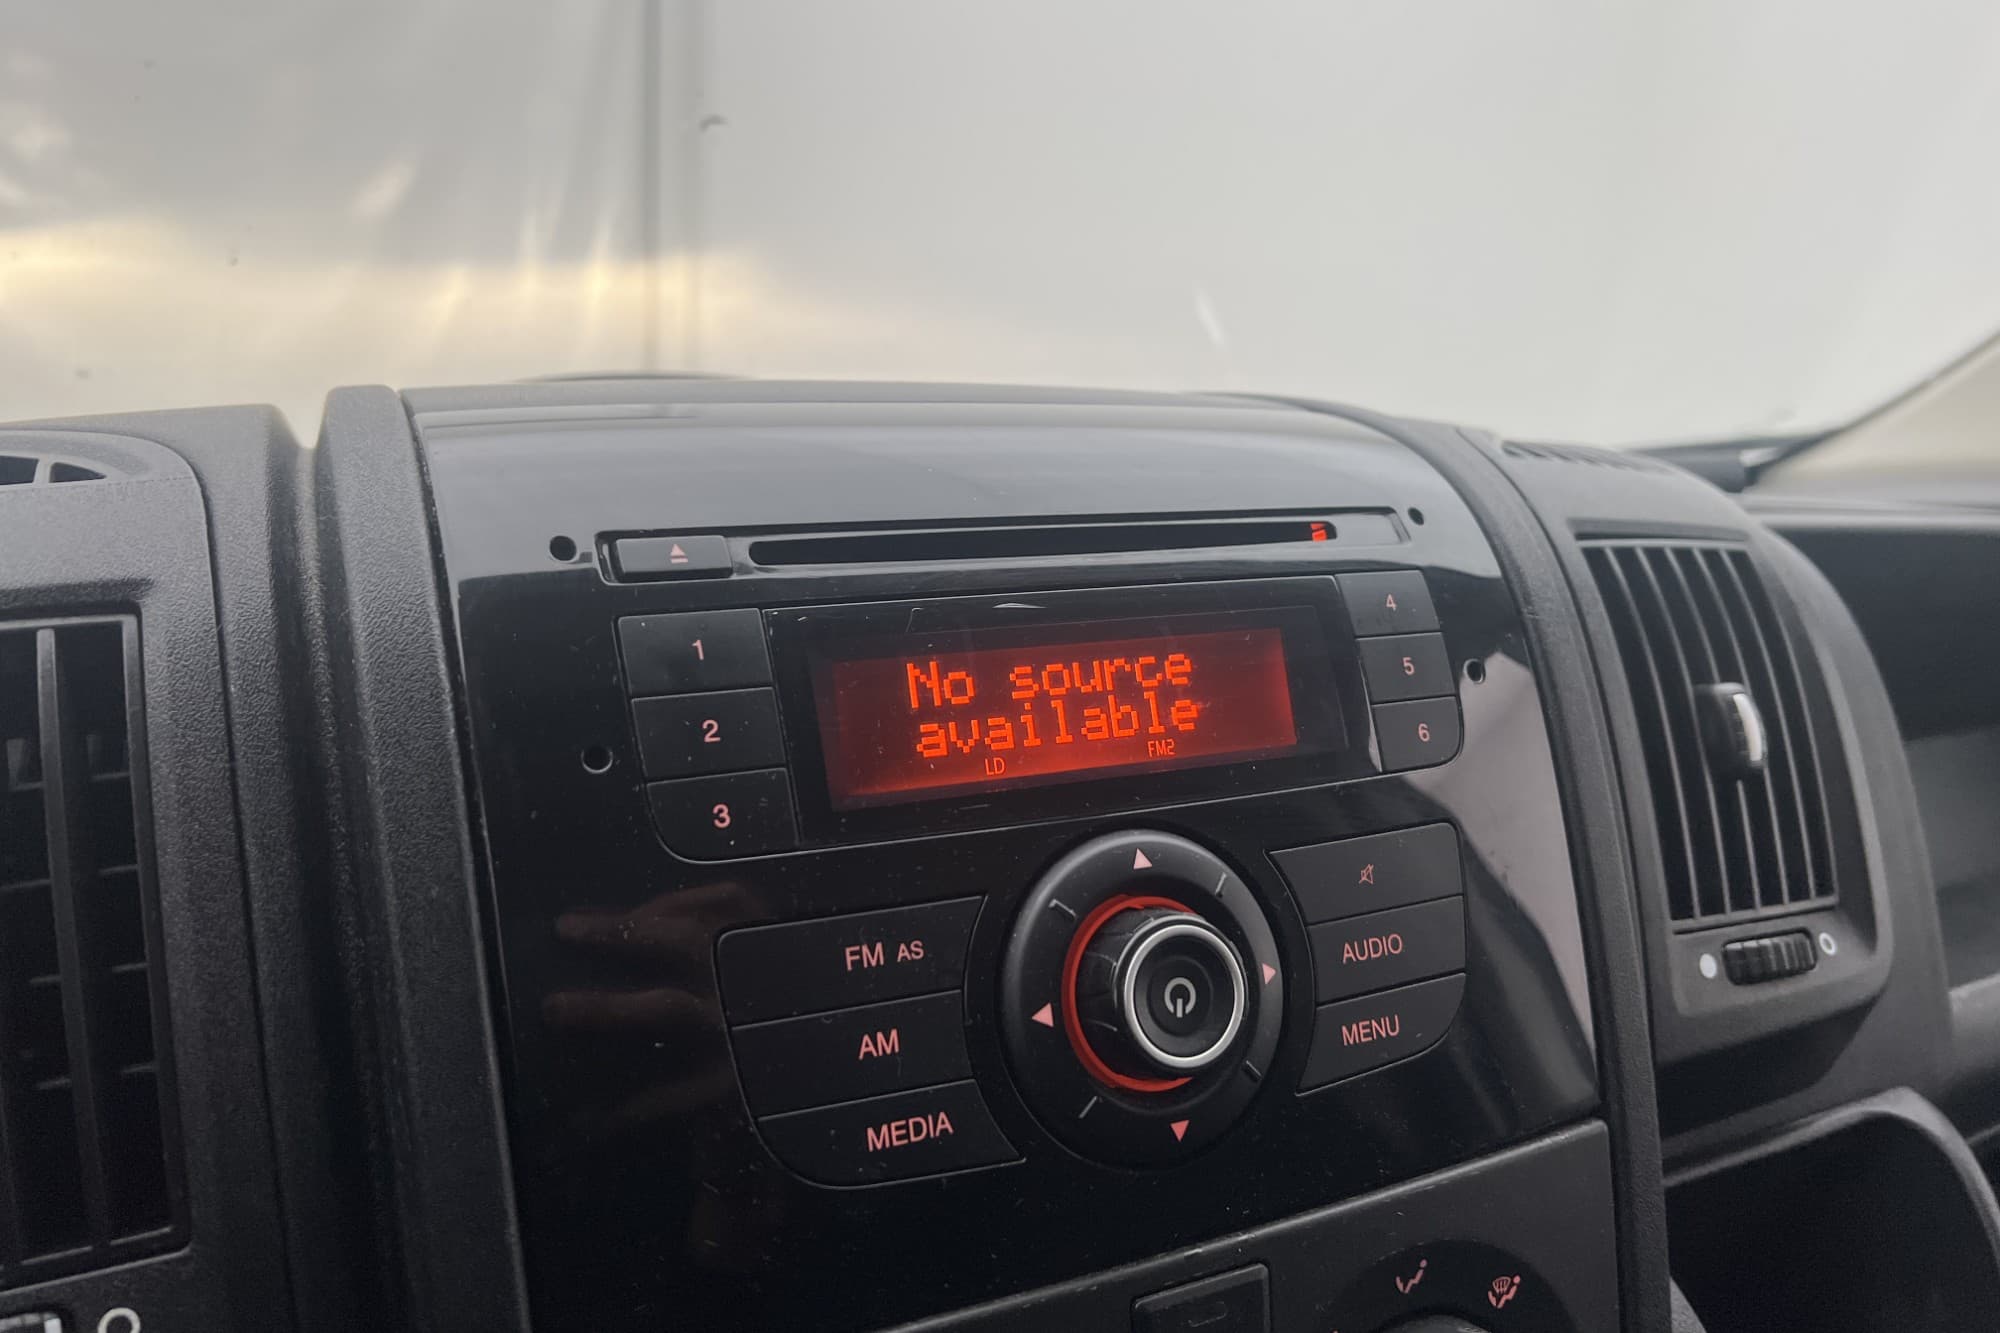 1
2
3
No source
available
LD FM2
4
5
6
FM AS
AM
MEDIA
AUDIO
MENU